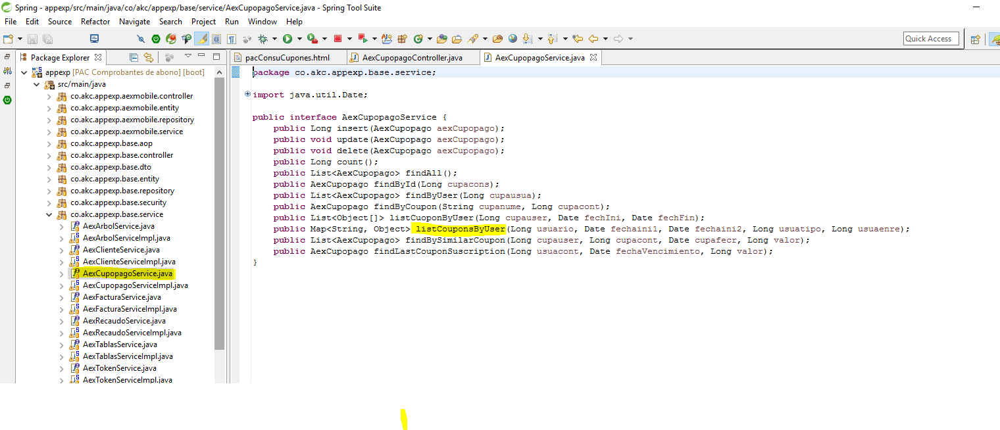 Spring - appexp/src/main/java/co/akc/appexp/base/service/AexCupopagoService.java - Spring Tool Suite
File Edit Source Refactor Navigate Search Project Run Window Help
Quick Access
Package Explorer
appexp [PAC Comprobantes de abono] [boot]
src/main/java
co.akc.appexp.aexmobile.controller
co.akc.appexp.aexmobile.entity
co.akc.appexp.aexmobile.repository
co.akc.appexp.aexmobile.service
co.akc.appexp.base.aop
co.akc.appexp.base.controller
co.akc.appexp.base.dto
co.akc.appexp.base.entity
co.akc.appexp.base.repository
co.akc.appexp.base.security
co.akc.appexp.base.service
AexArbolService.java
AexArbolServiceImpl.java
AexClienteService.java
AexClienteServiceImpl.java
AexCupopagoService.java
AexCupopagoServiceImpl.java
AexFacturaService.java
AexFacturaServiceImpl.java
AexRecaudoService.java
AexRecaudoServiceImpl.java
AexTablasService.java
AexTablasServiceImpl.java
AexTokenService.java
AexTokenServiceImpl.java
pacConsuCupones.html AexCupopagoController.java AexCupopagoService.java
package co.akc.appexp.base.service;
import java.util.Date;
public interface AexCupopagoService {
public Long insert(AexCupopago aexCupopago);
public void update(AexCupopago aexCupopago);
public void delete(AexCupopago aexCupopago);
public Long count();
public List<AexCupopago> findAll();
public AexCupopago findById(Long cupacons);
public List<AexCupopago> findByUser(Long cupausua);
public AexCupopago findByCoupon(String cupanume, Long cupacont);
public List<Object[]> listCuoponByUser(Long cupauser, Date fechIni, Date fechFin);
public Map<String, Object> listCouponsByUser(Long usuario, Date fechaini1, Date fechaini2, Long usuatipo, Long usuaenre);
public List<AexCupopago> findBySimilarCoupon(Long cupauser, Long cupacont, Date cupafecr, Long valor);
public AexCupopago findLastCouponSuscription(Long usuacont, Date fechaVencimiento, Long valor);
}